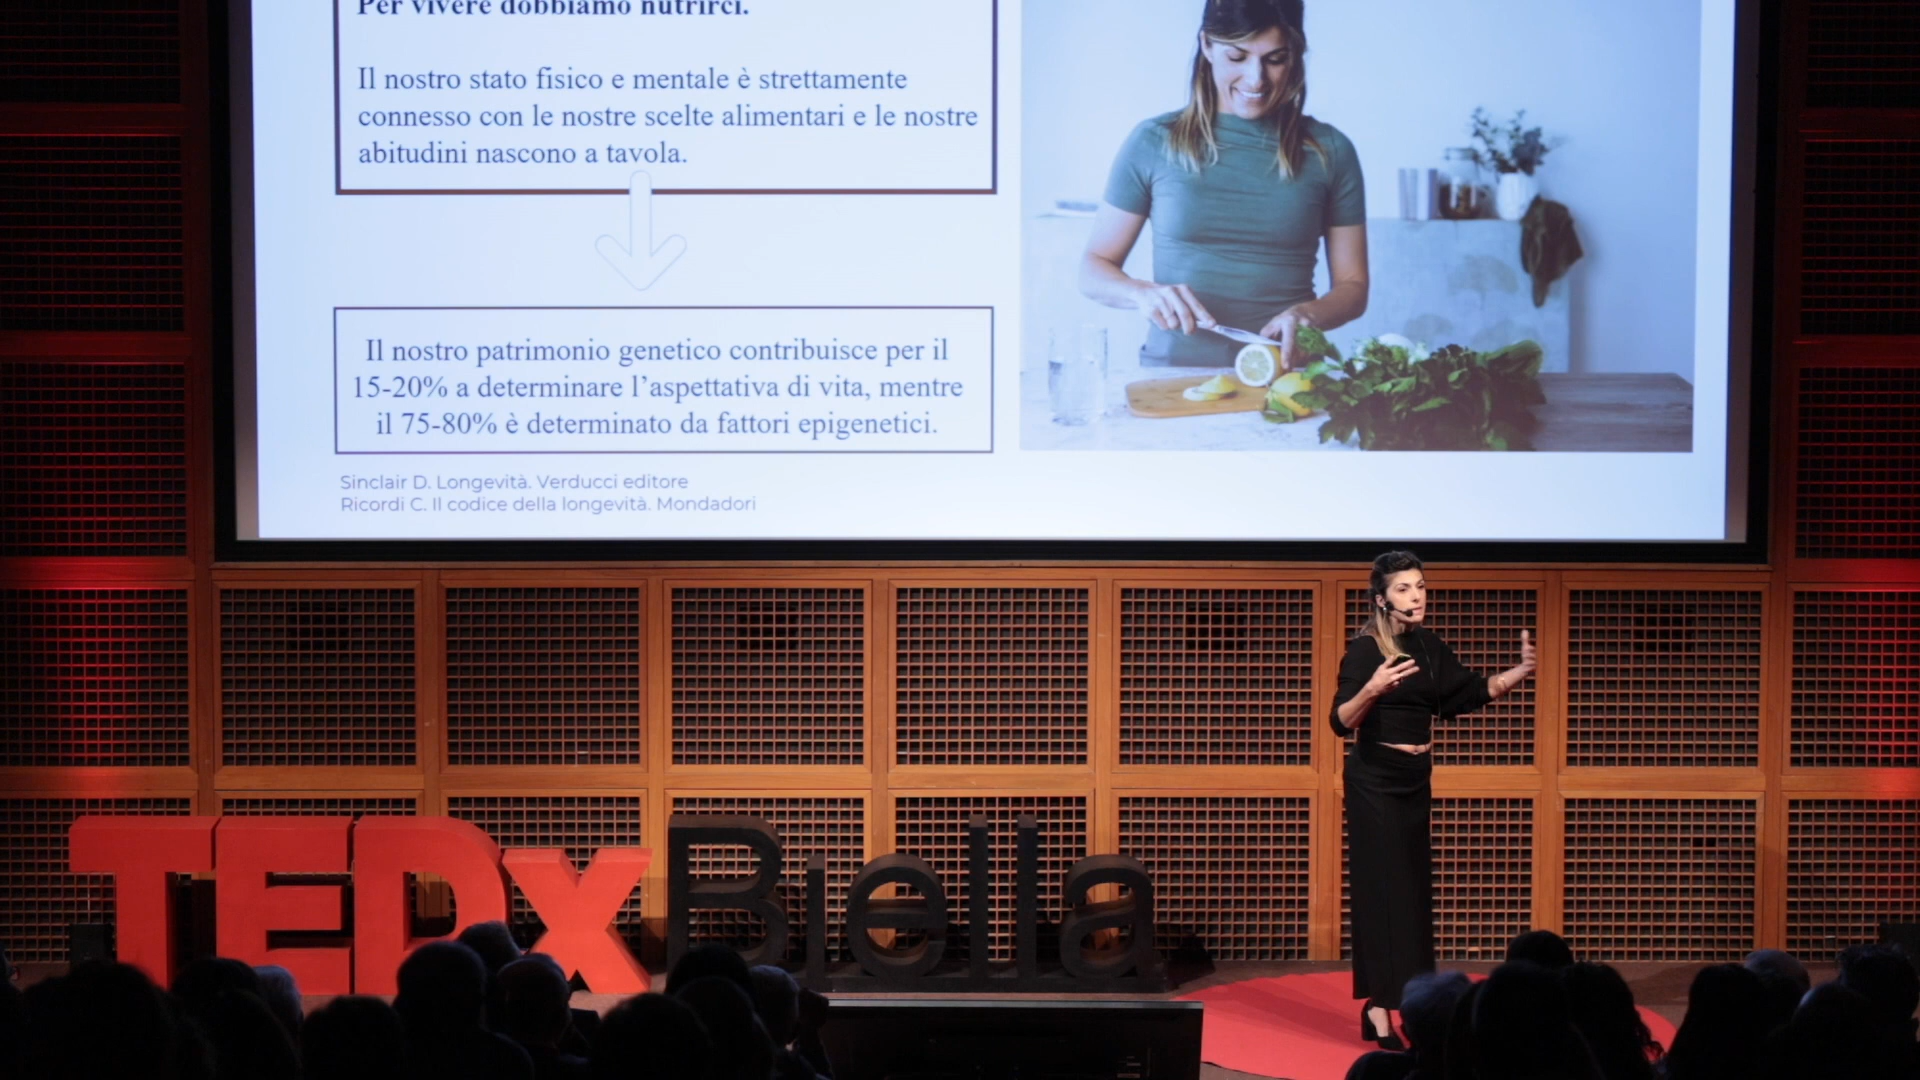 Per vivere dobbiamo nutrirci.
Il nostro stato fisico e mentale è strettamente
connesso con le nostre scelte alimentari e le nostre
abitudini nascono a tavola.
Il nostro patrimonio genetico contribuisce per il
15-20% a determinare l’aspettativa di vita, mentre
il 75-80% è determinato da fattori epigenetici.
Sinclair D. Longevità. Verducci editore
Ricordi C. Il codice della longevità. Mondadori
TEDxBiella